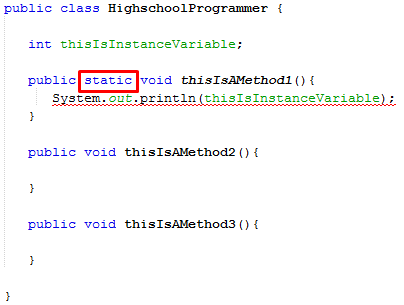 public class HighschoolProgrammer {
int thisIsInstanceVariable;
public static void thisIsAMethod1(){
System.out.println(thisIsInstanceVariable);
}
public void thisIsAMethod2(){
}
public void thisIsAMethod3(){
}
}